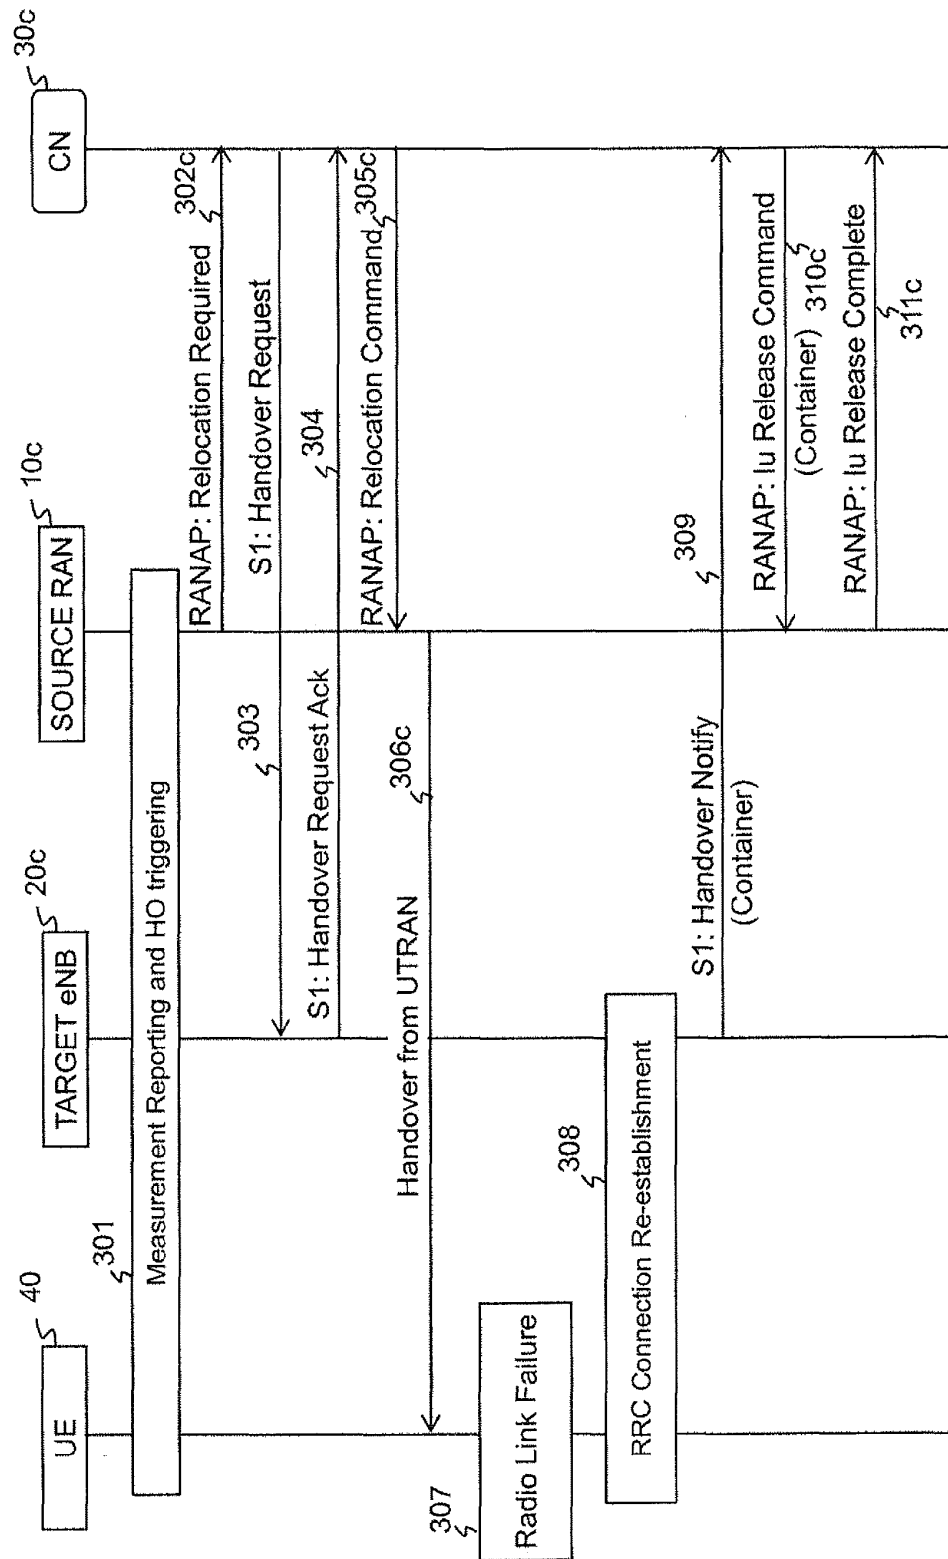 UE
40
TARGET eNB
20c
SOURCE RAN
10c
CN
30c
301
Measurement Reporting and HO triggering
RANAP: Relocation Required
302c
303
S1: Handover Request
S1: Handover Request Ack
304
RANAP: Relocation Command
305c
Handover from UTRAN
306c
307
Radio Link Failure
308
RRC Connection Re-establishment
S1: Handover Notify
(Container)
309
RANAP: Iu Release Command
(Container)
310c
RANAP: Iu Release Complete
311c